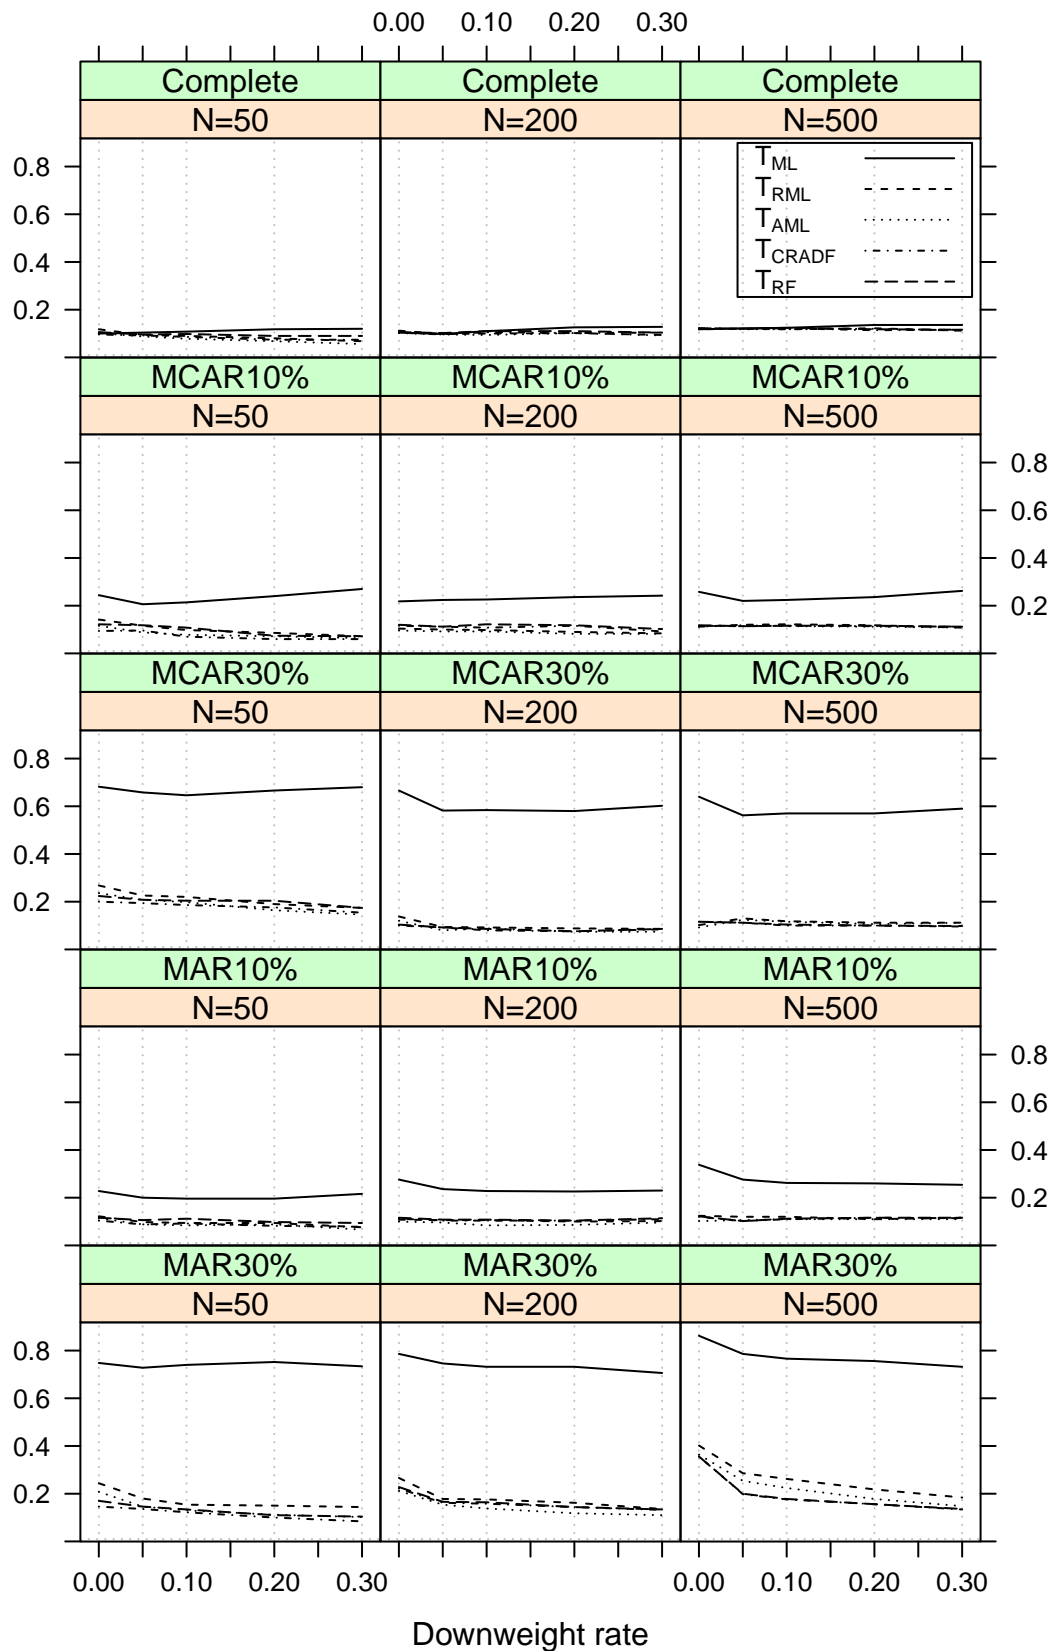 0.00 0.10 0.20 0.30
Complete Complete Complete
N=50 N=200 N=500
0.8
0.6
0.4
0.2
T_ML
T_RML
T_AML
T_CRADF
T_RF
MCAR10% MCAR10% MCAR10%
N=50 N=200 N=500
0.8
0.6
0.4
0.2
MCAR30% MCAR30% MCAR30%
N=50 N=200 N=500
0.8
0.6
0.4
0.2
MAR10% MAR10% MAR10%
N=50 N=200 N=500
0.8
0.6
0.4
0.2
MAR30% MAR30% MAR30%
N=50 N=200 N=500
0.8
0.6
0.4
0.2
0.00 0.10 0.20 0.30 0.00 0.10 0.20 0.30
Downweight rate